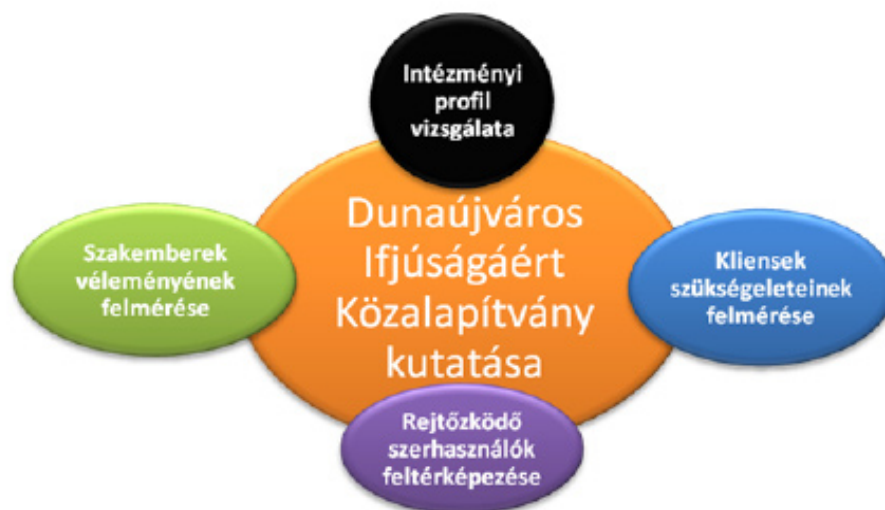 Intézményi
profil
vizsgálata
Dunaújváros
Ifjúságáért
Közalapítvány
kutatása
Szakemberek
véleményének
felmérése
Kliensek
szükségeleteinek
felmérése
Rejtőzködő
szerhasználók
feltérképezése